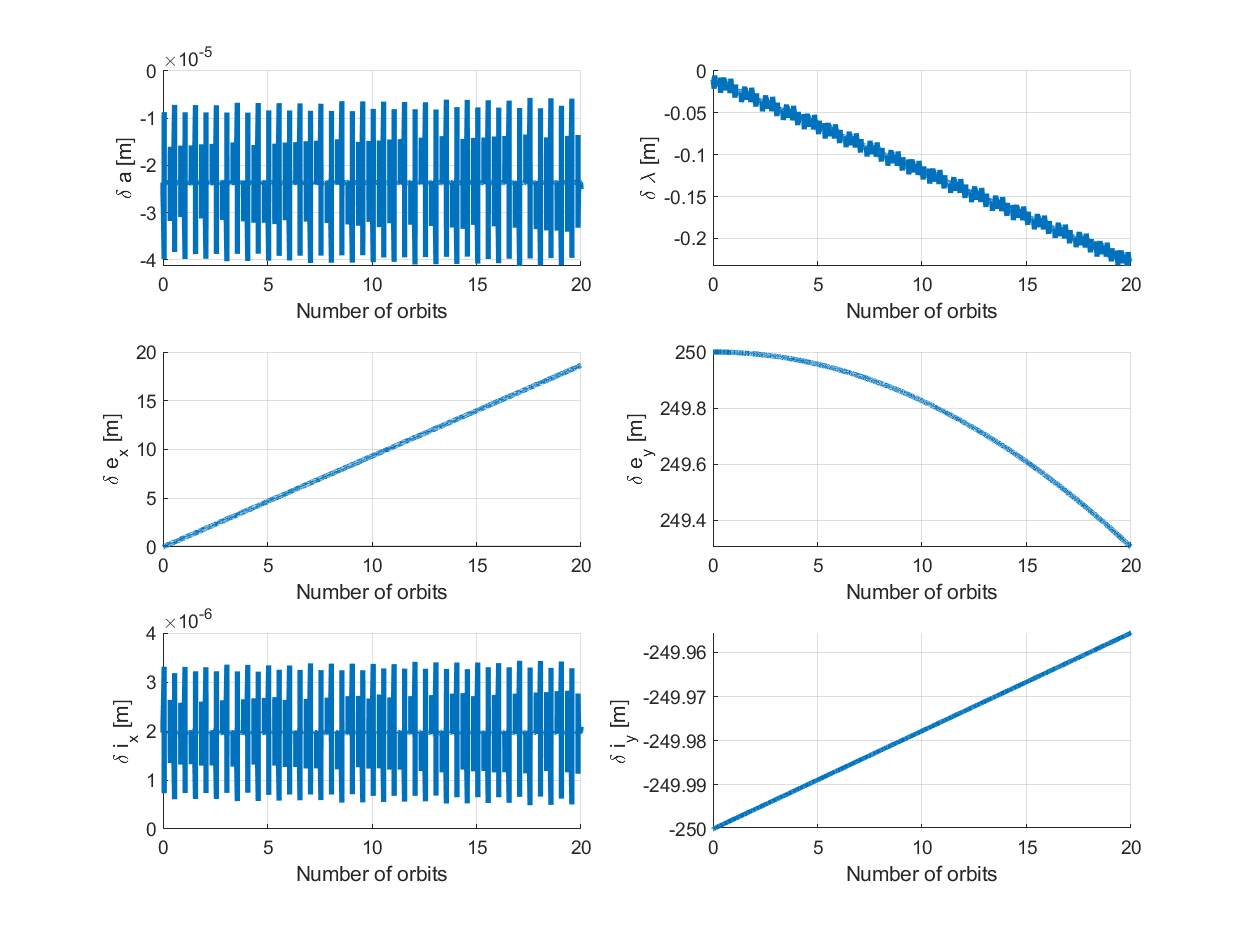 ×10-5
0
-1
-2
-3
-4
δ a [m]
0 5 10 15 20
Number of orbits
0
-0.05
-0.1
-0.15
-0.2
δ λ [m]
0 5 10 15 20
Number of orbits
20
15
10
5
0
δ ex [m]
0 5 10 15 20
Number of orbits
250
249.8
249.6
249.4
δ ey [m]
0 5 10 15 20
Number of orbits
×10-6
4
3
2
1
0
δ ix [m]
0 5 10 15 20
Number of orbits
-249.96
-249.97
-249.98
-249.99
-250
δ iy [m]
0 5 10 15 20
Number of orbits